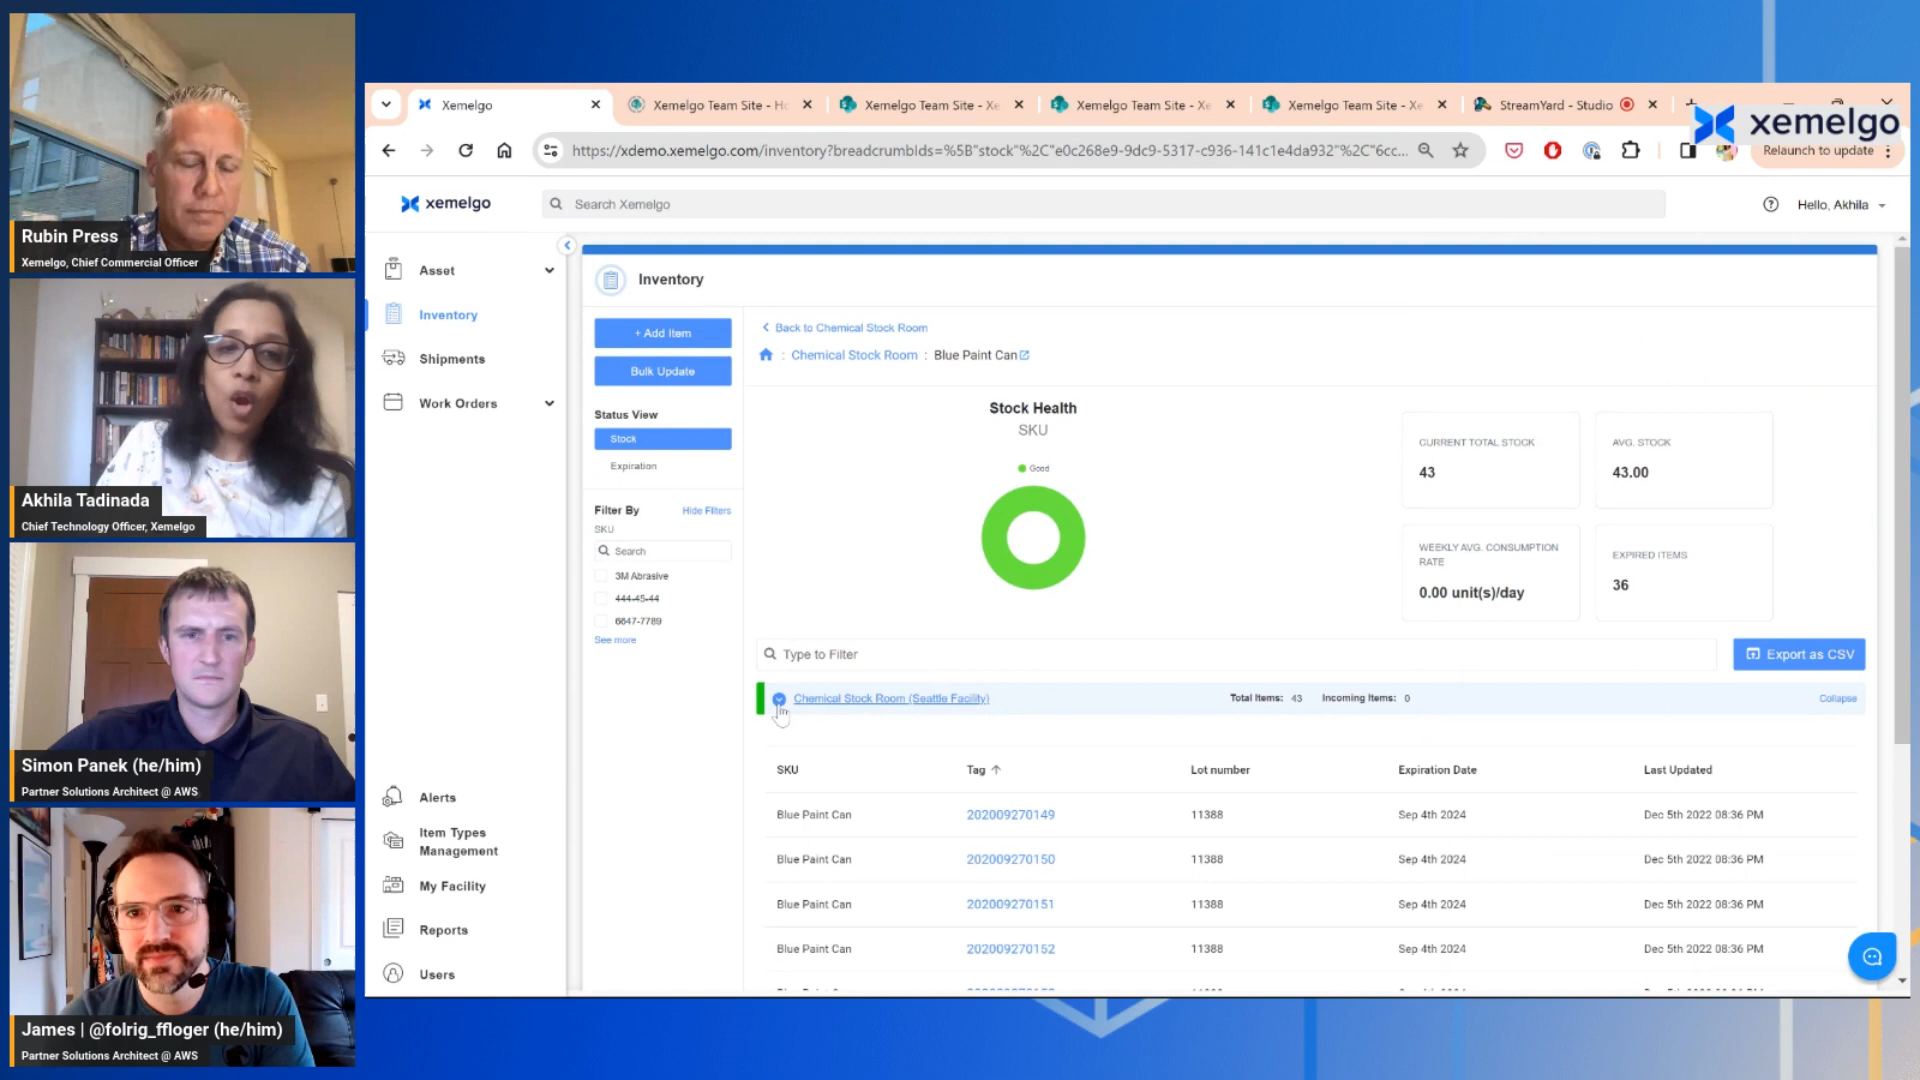 Rubin Press
Xemelgo, Chief Commercial Officer
Akhila Tadinada
Chief Technology Officer, Xemelgo
Simon Panek (he/him)
Partner Solutions Architect @ AWS
James | @folrig_ffloger (he/him)
Partner Solutions Architect @ AWS
Xemelgo
Xemelgo Team Site - Hc
Xemelgo Team Site - Xe
Xemelgo Team Site - Xe
Xemelgo Team Site - Xe
StreamYard - Studio
xemelgo
https://xdemo.xemelgo.com/inventory?breadcrumbIds=%5B"stock"%2C"e0c268e9-9dc9-5317-c936-141c1e4da932"%2C"6cc...
Relaunch to update
xemelgo
Search Xemelgo
Hello, Akhila
Asset
Inventory
Shipments
Work Orders
Alerts
Item Types
Management
My Facility
Reports
Users
Inventory
+ Add Item
Bulk Update
Status View
Stock
Expiration
Filter By
Hide Filters
SKU
Search
3M Abrasive
444-45-44
6647-7789
See more
Back to Chemical Stock Room
: Chemical Stock Room : Blue Paint Can
Stock Health
SKU
Good
CURRENT TOTAL STOCK
43
AVG. STOCK
43.00
WEEKLY AVG. CONSUMPTION
RATE
0.00 unit(s)/day
EXPIRED ITEMS
36
Type to Filter
Export as CSV
Chemical Stock Room (Seattle Facility)
Total Items: 43
Incoming Items: 0
Collapse
SKU Tag Lot number Expiration Date Last Updated
Blue Paint Can 202009270149 11388 Sep 4th 2024 Dec 5th 2022 08:36 PM
Blue Paint Can 202009270150 11388 Sep 4th 2024 Dec 5th 2022 08:36 PM
Blue Paint Can 202009270151 11388 Sep 4th 2024 Dec 5th 2022 08:36 PM
Blue Paint Can 202009270152 11388 Sep 4th 2024 Dec 5th 2022 08:36 PM